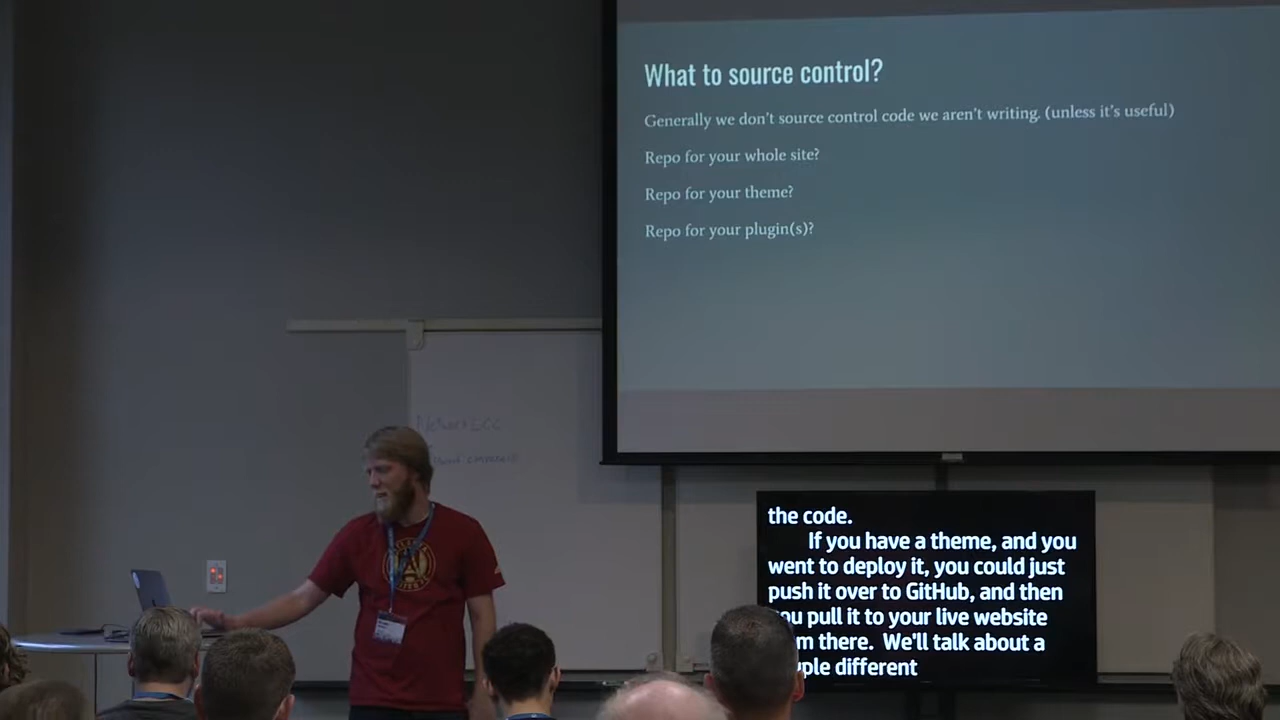 What to source control?
Generally we don't source control code we aren't writing. (unless it's useful)
Repo for your whole site?
Repo for your theme?
Repo for your plugin(s)?
the code.
If you have a theme, and you
went to deploy it, you could just
push it over to GitHub, and then
you pull it to your live website
there. We'll talk about a
different